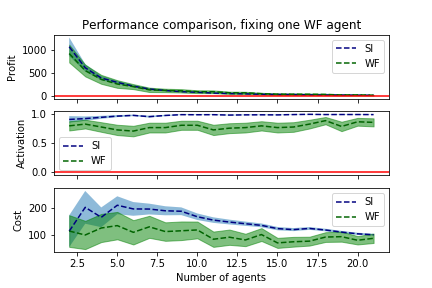 Performance comparison, fixing one WF agent
Profit
1000
500
0
SI
WF
Activation
1.0
0.5
0.0
SI
WF
Cost
200
100
SI
WF
2.5 5.0 7.5 10.0 12.5 15.0 17.5 20.0
Number of agents